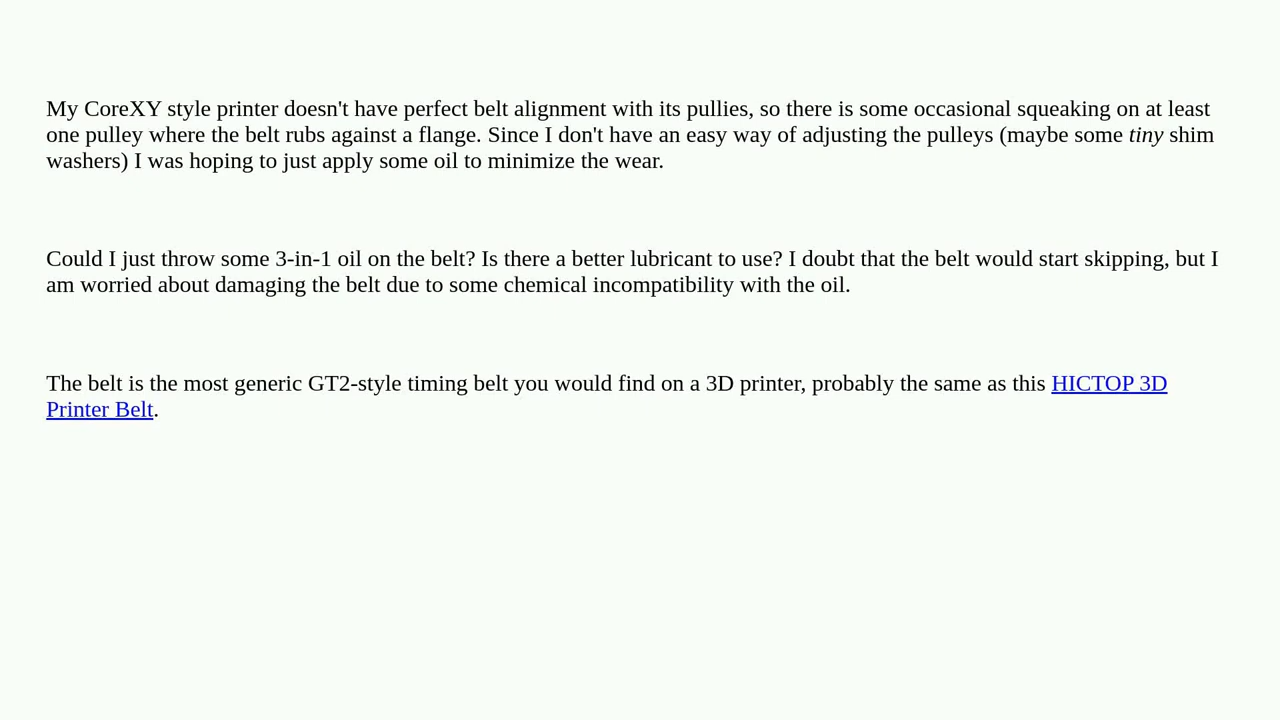 My CoreXY style printer doesn't have perfect belt alignment with its pullies, so there is some occasional squeaking on at least
one pulley where the belt rubs against a flange. Since I don't have an easy way of adjusting the pulleys (maybe some tiny shim
washers) I was hoping to just apply some oil to minimize the wear.
Could I just throw some 3-in-1 oil on the belt? Is there a better lubricant to use? I doubt that the belt would start skipping, but I
am worried about damaging the belt due to some chemical incompatibility with the oil.
The belt is the most generic GT2-style timing belt you would find on a 3D printer, probably the same as this HICTOP 3D
Printer Belt.